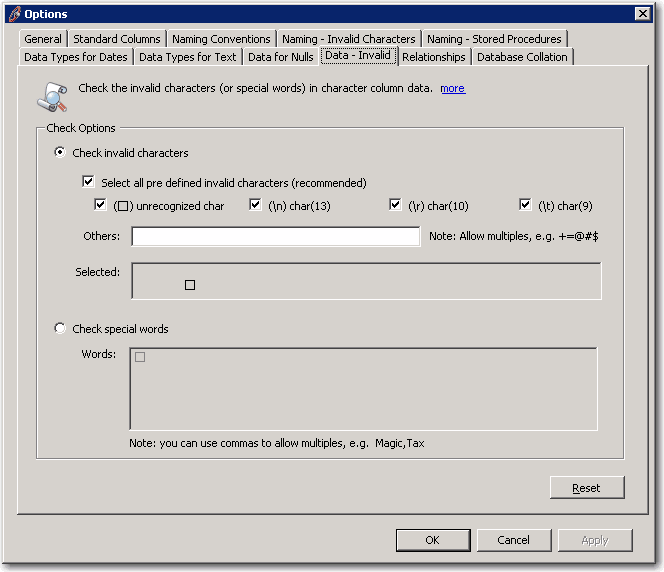 Options
General Standard Columns Naming Conventions Naming - Invalid Characters Naming - Stored Procedures
Data Types for Dates Data Types for Text Data for Nulls Data - Invalid Relationships Database Collation
Check the invalid characters (or special words) in character column data. more
Check Options
Check invalid characters
Select all pre defined invalid characters (recommended)
(□) unrecognized char (\n) char(13) (\r) char(10) (\t) char(9)
Others: Note: Allow multiples, e.g. +=@#$
Selected: □
Check special words
Words: □
Note: you can use commas to allow multiples, e.g. Magic,Tax
Reset
OK Cancel Apply